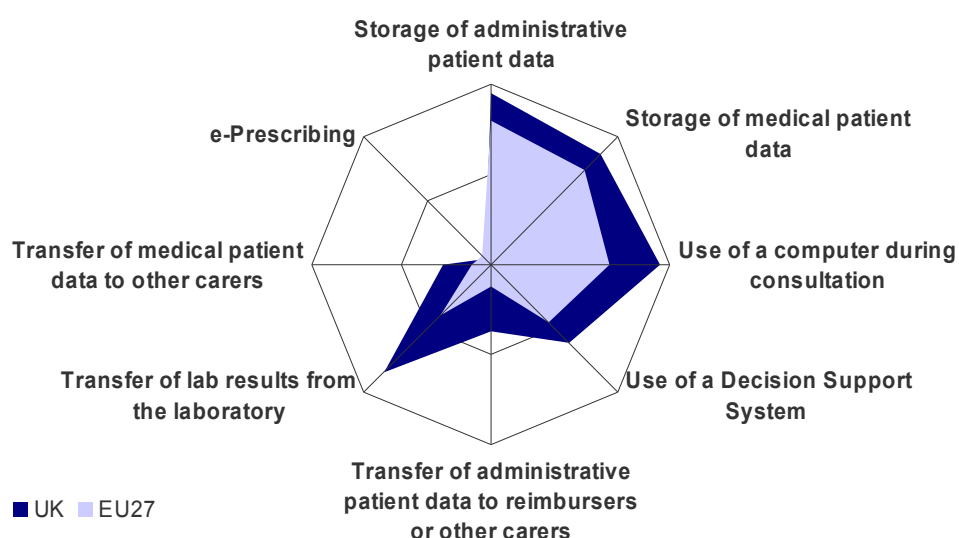 Storage of administrative
patient data
Storage of medical patient
data
Use of a computer during
consultation
Use of a Decision Support
System
Transfer of administrative
patient data to reimbursers
or other carers
Transfer of lab results from
the laboratory
Transfer of medical patient
data to other carers
e-Prescribing
UK
EU27